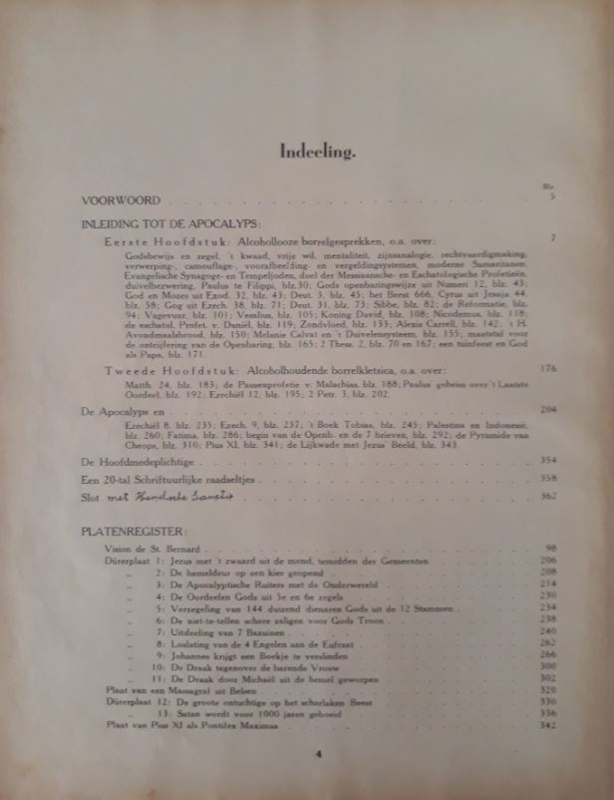 Indeeling.
Blz.
VOORWOORD 5
INLEIDING TOT DE APOCALYPS:
Eerste Hoofdstuk: Alcohollooze borrelgesprekken, o.a. over: 7
Godsbewijs en zegel, 't kwaad, vrije wil, mentaliteit, zijnsanalogie, rechtvaardigmaking,
verwerping-, camouflage-, voorafbeelding- en vergeldingssystemen, moderne Samaritanen,
Evangelische Synagoge- en Tempeljoden, doel der Messiaansche- en Eschatologische Profetieën,
duivelbezwering, Paulus te Filippi, blz.30; Gods openbaringswijze uit Numeri 12, blz. 43;
God en Mozes uit Exod. 32, blz. 43; Deut. 3, blz. 45; het Beest 666, Cyrus uit Jesaja 44,
blz. 58; Gog uit Ezech. 38, blz. 71; Deut. 31, blz. 73; Sibbe, blz. 82; de Reformatie, blz.
94; Vagevuur, blz. 101; Vesalius, blz. 105; Koning David, blz. 108; Nicodemus, blz. 118;
de eschatol. Profet. v. Daniël, blz. 119; Zondvloed, blz. 133; Alexis Carrell, blz. 142; 't H.
Avondmaalsbrood, blz. 150; Melanie Calvat en 't Duivelensysteem, blz. 155; maatstaf voor
de ontcijfering van de Openbaring, blz. 165; 2 Thess. 2, blz. 70 en 167; een tuinfeest en God
als Papa, blz. 171.
Tweede Hoofdstuk: Alcoholhoudende borrelkletsica, o.a. over: 176
Matth. 24, blz. 183; de Pausenprofetie v. Malachias, blz. 188; Paulus' geheim over 't Laatste
Oordeel, blz. 192; Ezechiël 12, blz. 195; 2 Petr. 3, blz. 202.
De Apocalyps en 204
Ezechiël 8, blz. 235; Ezech. 9, blz. 237; 't Boek Tobias, blz. 245; Palestina en Indonesië,
blz. 260; Fatima, blz. 286; begin van de Openb. en de 7 brieven, blz. 292; de Pyramide van
Cheops, blz. 310; Pius XI, blz. 341; de Lijkwade met Jezus' Beeld, blz. 343.
De Hoofdmedeplichtige 354
Een 20-tal Schriftuurlijke raadseltjes 358
Slot met 362
PLATENREGISTER:
Vision de St. Bernard 98
Dürerplaat 1: Jezus met 't zwaard uit de mond, temidden der Gemeenten 206
„ 2: De hemeldeur op een kier geopend 208
„ 3: De Apocalyptische Ruiters met de Onderwereld 214
„ 4: De Oordeelen Gods uit 5e en 6e zegels 230
„ 5: Verzegeling van 144 duizend dienaren Gods uit de 12 Stammen 234
„ 6: De niet-te-tellen schare zaligen voor Gods Troon 238
„ 7: Uitdeeling van 7 Bazuinen 240
„ 8: Loslating van de 4 Engelen aan de Eufraat 262
„ 9: Johannes krijgt een Boekje te verslinden 266
„ 10: De Draak tegenover de barende Vrouw 300
„ 11: De Draak door Michaël uit de hemel geworpen 302
Plaat van een Massagraf uit Belsen 320
Dürerplaat 12: De groote ontuchtige op het scharlaken Beest 330
„ 13: Satan wordt voor 1000 jaren geboeid 336
Plaat van Pius XI als Pontifex Maximus 342
4